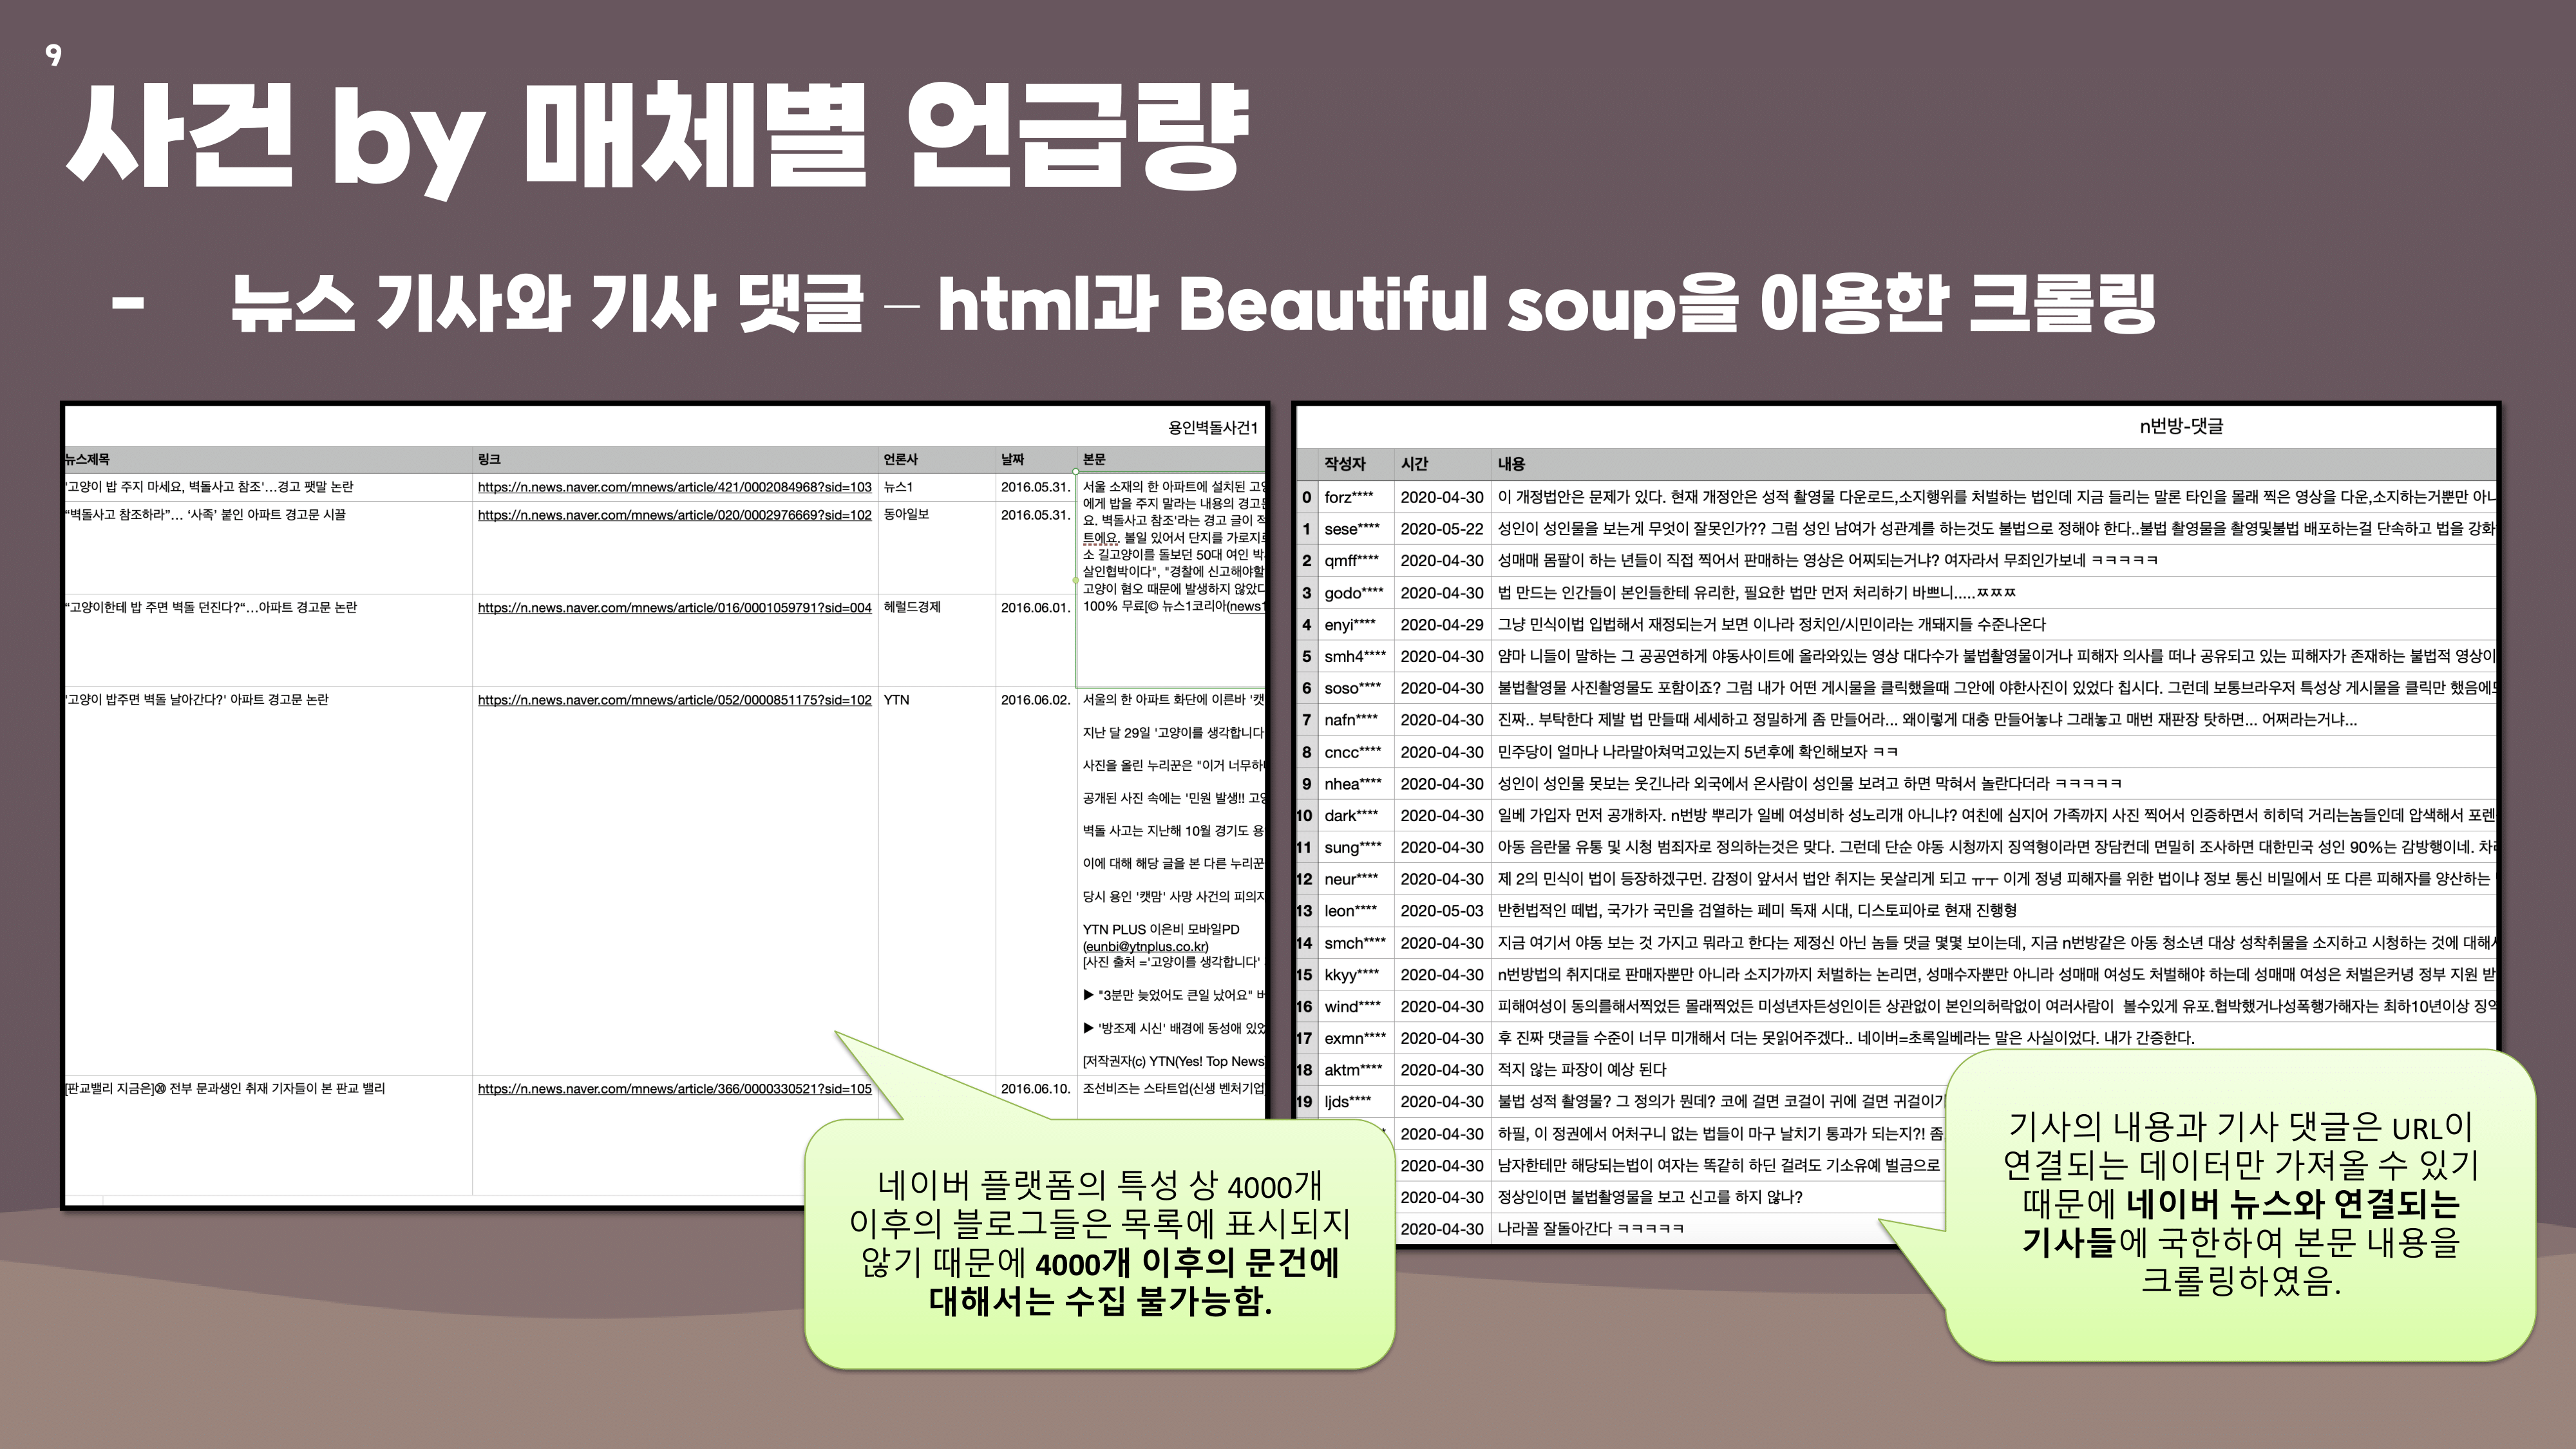 9
사건 by 매체별 언급량
- 뉴스 기사와 기사 댓글 – html과 Beautiful soup을 이용한 크롤링
용인벽돌사건1
뉴스제목 링크 언론사 날짜 본문
'고양이 밥 주지 마세요, 벽돌사고 참조'…경고 팻말 논란 https://n.news.naver.com/mnews/article/421/0002084968?sid=103 뉴스1 2016.05.31.
서울 소재의 한 아파트에 설치된 고양
에게 밥을 주지 말라는 내용의 경고문
요. 벽돌사고 참조'라는 경고 글이 적
트에요. 볼일 있어서 단지를 가로지르
소 길고양이를 돌보던 50대 여인 박
살인협박이다", "경찰에 신고해야할
고양이 혐오 때문에 발생하지 않았다
100% 무료[© 뉴스1코리아(news1
“벽돌사고 참조하라”… ‘사족’ 붙인 아파트 경고문 시끌 https://n.news.naver.com/mnews/article/020/0002976669?sid=102 동아일보 2016.05.31.
“고양이한테 밥 주면 벽돌 던진다?“…아파트 경고문 논란 https://n.news.naver.com/mnews/article/016/0001059791?sid=004 헤럴드경제 2016.06.01.
'고양이 밥주면 벽돌 날아간다?' 아파트 경고문 논란 https://n.news.naver.com/mnews/article/052/0000851175?sid=102 YTN 2016.06.02. 서울의 한 아파트 화단에 이른바 '캣
지난 달 29일 '고양이를 생각합니다
사진을 올린 누리꾼은 "이거 너무하
공개된 사진 속에는 '민원 발생!! 고양
벽돌 사고는 지난해 10월 경기도 용
이에 대해 해당 글을 본 다른 누리꾼
당시 용인 '캣맘' 사망 사건의 피의자
YTN PLUS 이은비 모바일PD
(eunbi@ytnplus.co.kr)
[사진 출처 ='고양이를 생각합니다'
▶ "3분만 늦었어도 큰일 났어요" 버
▶ '방조제 시신' 배경에 동성애 있었
[저작권자(c) YTN(Yes! Top News
[판교밸리 지금은]⑳ 전부 문과생인 취재 기자들이 본 판교 밸리 https://n.news.naver.com/mnews/article/366/0000330521?sid=105 2016.06.10. 조선비즈는 스타트업(신생 벤처기업
네이버 플랫폼의 특성 상 4000개
이후의 블로그들은 목록에 표시되지
않기 때문에 4000개 이후의 문건에
대해서는 수집 불가능함.
n번방-댓글
작성자 시간 내용
0 forz**** 2020-04-30 이 개정법안은 문제가 있다. 현재 개정안은 성적 촬영물 다운로드,소지행위를 처벌하는 법인데 지금 들리는 말론 타인을 몰래 찍은 영상을 다운,소지하는거뿐만 아니
1 sese**** 2020-05-22 성인이 성인물을 보는게 무엇이 잘못인가?? 그럼 성인 남여가 성관계를 하는것도 불법으로 정해야 한다..불법 촬영물을 촬영및불법 배포하는걸 단속하고 법을 강화
2 qmff**** 2020-04-30 성매매 몸팔이 하는 년들이 직접 찍어서 판매하는 영상은 어찌되는거냐? 여자라서 무죄인가보네 ㅋㅋㅋㅋㅋ
3 godo**** 2020-04-30 법 만드는 인간들이 본인들한테 유리한, 필요한 법만 먼저 처리하기 바쁘니.....ㅉㅉㅉ
4 enyi**** 2020-04-29 그냥 민식이법 입법해서 재정되는거 보면 이나라 정치인/시민이라는 개돼지들 수준나온다
5 smh4**** 2020-04-30 얌마 니들이 말하는 그 공공연하게 야동사이트에 올라와있는 영상 대다수가 불법촬영물이거나 피해자 의사를 떠나 공유되고 있는 피해자가 존재하는 불법적 영상이
6 soso**** 2020-04-30 불법촬영물 사진촬영물도 포함이죠? 그럼 내가 어떤 게시물을 클릭했을때 그안에 야한사진이 있었다 칩시다. 그런데 보통브라우저 특성상 게시물을 클릭만 했음에도
7 nafn**** 2020-04-30 진짜.. 부탁한다 제발 법 만들때 세세하고 정밀하게 좀 만들어라... 왜이렇게 대충 만들어놓냐 그래놓고 매번 재판장 탓하면... 어쩌라는거냐...
8 cncc**** 2020-04-30 민주당이 얼마나 나라말아쳐먹고있는지 5년후에 확인해보자 ㅋㅋ
9 nhea**** 2020-04-30 성인이 성인물 못보는 웃긴나라 외국에서 온사람이 성인물 보려고 하면 막혀서 놀란다더라 ㅋㅋㅋㅋㅋ
10 dark**** 2020-04-30 일베 가입자 먼저 공개하자. n번방 뿌리가 일베 여성비하 성노리개 아니냐? 여친에 심지어 가족까지 사진 찍어서 인증하면서 히히덕 거리는놈들인데 압색해서 포렌
11 sung**** 2020-04-30 아동 음란물 유통 및 시청 범죄자로 정의하는것은 맞다. 그런데 단순 야동 시청까지 징역형이라면 장담컨데 면밀히 조사하면 대한민국 성인 90%는 감방행이네. 차라
12 neur**** 2020-04-30 제 2의 민식이 법이 등장하겠구먼. 감정이 앞서서 법안 취지는 못살리게 되고 ㅠㅜ 이게 정녕 피해자를 위한 법이냐 정보 통신 비밀에서 또 다른 피해자를 양산하는
13 leon**** 2020-05-03 반헌법적인 떼법, 국가가 국민을 검열하는 페미 독재 시대, 디스토피아로 현재 진행형
14 smch**** 2020-04-30 지금 여기서 야동 보는 것 가지고 뭐라고 한다는 제정신 아닌 놈들 댓글 몇몇 보이는데, 지금 n번방같은 아동 청소년 대상 성착취물을 소지하고 시청하는 것에 대해서
15 kkyy**** 2020-04-30 n번방법의 취지대로 판매자뿐만 아니라 소지가까지 처벌하는 논리면, 성매수자뿐만 아니라 성매매 여성도 처벌해야 하는데 성매매 여성은 처벌은커녕 정부 지원 받
16 wind**** 2020-04-30 피해여성이 동의를해서찍었든 몰래찍었든 미성년자든성인이든 상관없이 본인의허락없이 여러사람이 볼수있게 유포.협박했거나성폭행가해자는 최하10년이상 징역
17 exmn**** 2020-04-30 후 진짜 댓글들 수준이 너무 미개해서 더는 못읽어주겠다.. 네이버=초록일베라는 말은 사실이었다. 내가 간증한다.
18 aktm**** 2020-04-30 적지 않는 파장이 예상 된다
19 ljds**** 2020-04-30 불법 성적 촬영물? 그 정의가 뭔데? 코에 걸면 코걸이 귀에 걸면 귀걸이기
2020-04-30 하필, 이 정권에서 어처구니 없는 법들이 마구 날치기 통과가 되는지?! 좀
2020-04-30 남자한테만 해당되는법이 여자는 똑같히 하딘 걸려도 기소유예 벌금으로
2020-04-30 정상인이면 불법촬영물을 보고 신고를 하지 않나?
2020-04-30 나라꼴 잘돌아간다 ㅋㅋㅋㅋㅋ
기사의 내용과 기사 댓글은 URL이
연결되는 데이터만 가져올 수 있기
때문에 네이버 뉴스와 연결되는
기사들에 국한하여 본문 내용을
크롤링하였음.